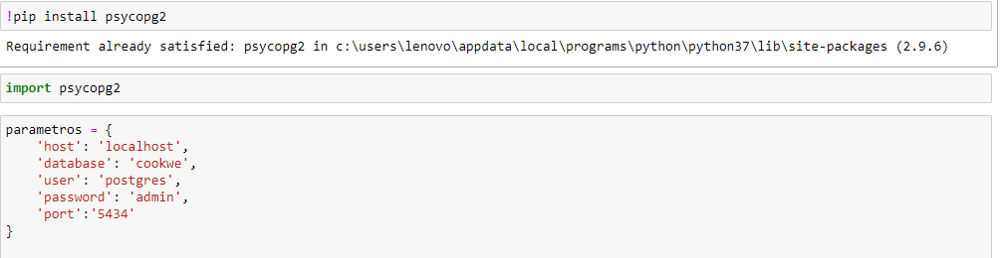 !pip install psycopg2
Requirement already satisfied: psycopg2 in c:\users\lenovo\appdata\local\programs\python\python37\lib\site-packages (2.9.6)
import psycopg2
parametros = {
    'host': 'localhost',
    'database': 'cookwe',
    'user': 'postgres',
    'password': 'admin',
    'port':'5434'
}